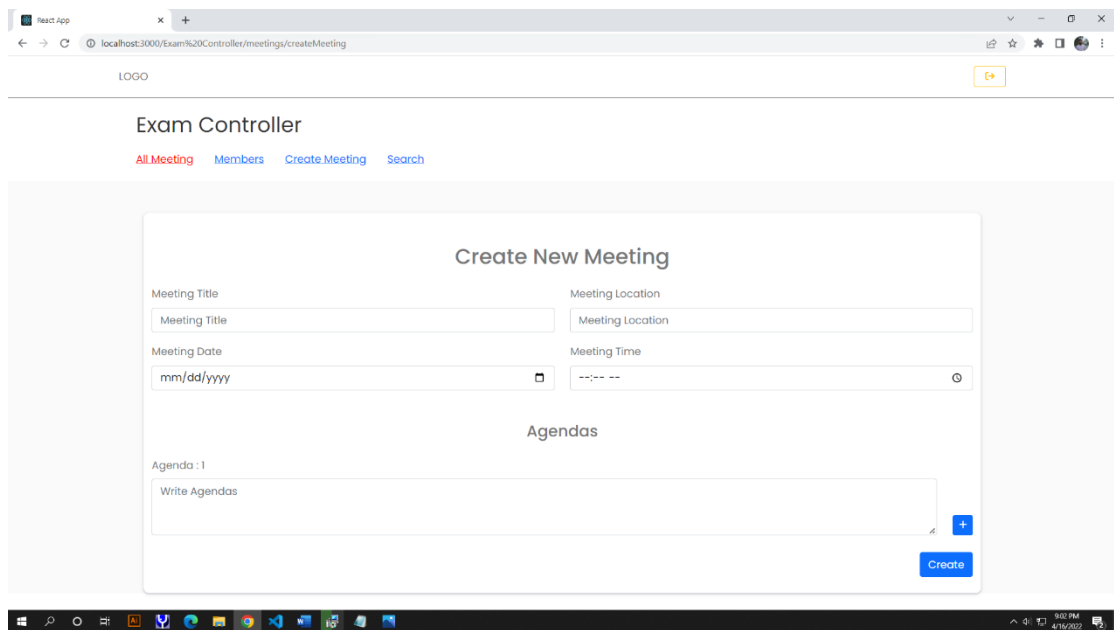 React App
localhost:3000/Exam%20Controller/meetings/createMeeting
LOGO
Exam Controller
All Meeting Members Create Meeting Search
Create New Meeting
Meeting Title Meeting Location
Meeting Title Meeting Location
Meeting Date Meeting Time
mm/dd/yyyy --:-- --
Agendas
Agenda : 1
Write Agendas
+
Create
Ai
9:02 PM
4/16/2022